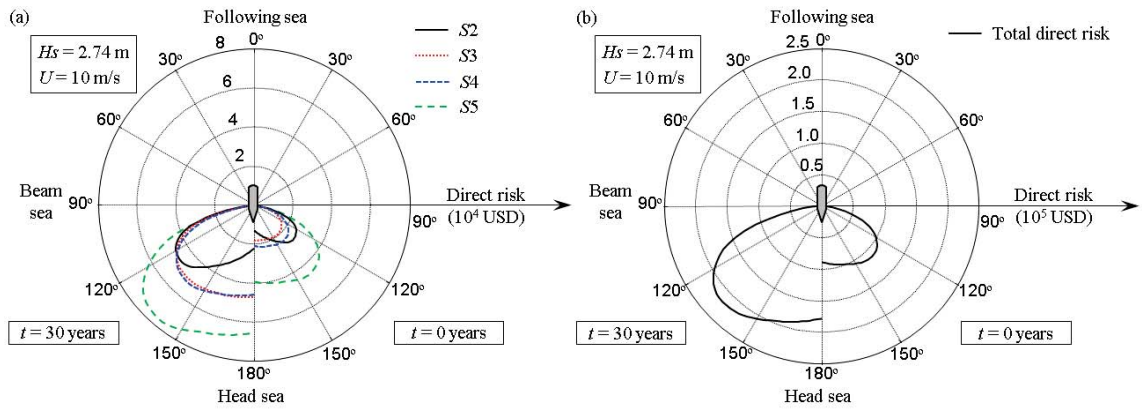 (a)
Following sea
Hs = 2.74 m
U = 10 m/s
8
0°
S2
S3
S4
S5
30°
30°
6
60°
60°
4
2
Beam
sea
90°
90°
Direct risk
(10⁴ USD)
120°
120°
t = 30 years
t = 0 years
150°
150°
180°
Head sea
(b)
Following sea
Hs = 2.74 m
U = 10 m/s
2.5
0°
Total direct risk
30°
30°
2.0
1.5
60°
60°
1.0
0.5
Beam
sea
90°
90°
Direct risk
(10⁵ USD)
120°
120°
t = 30 years
t = 0 years
150°
150°
180°
Head sea